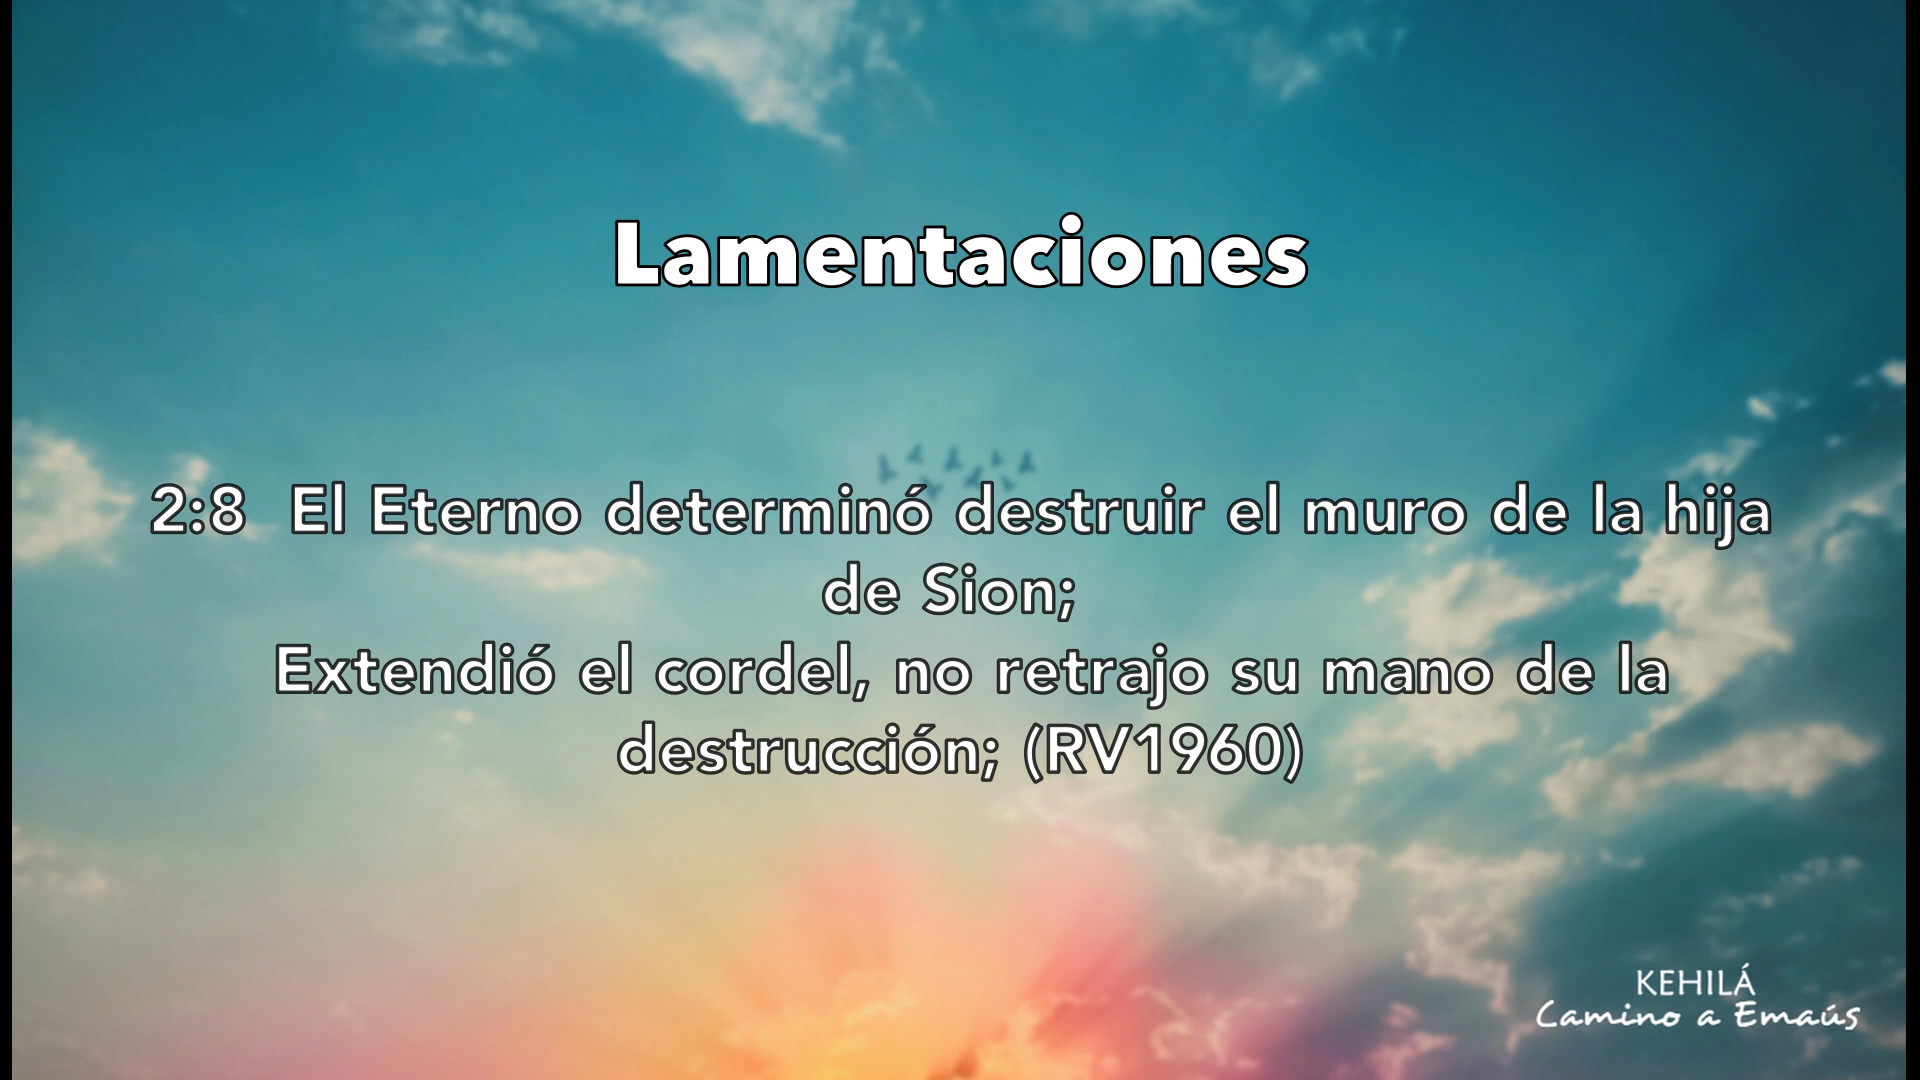 Lamentaciones
2:8 El Eterno determinó destruir el muro de la hija
de Sion;
Extendió el cordel, no retrajo su mano de la
destrucción; (RV1960)
KEHILÁ
Camino a Emaús